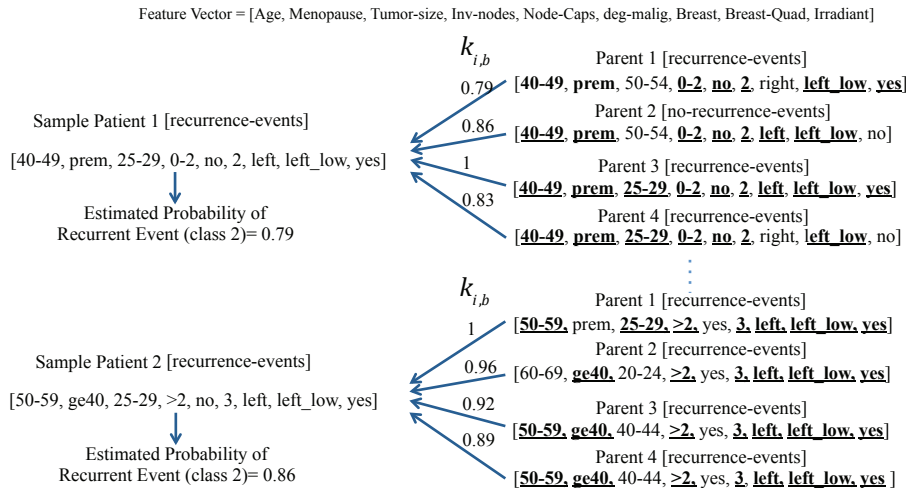 Feature Vector = [Age, Menopause, Tumor-size, Inv-nodes, Node-Caps, deg-malig, Breast, Breast-Quad, Irradiant]
k_{i,b}
Parent 1 [recurrence-events]
0.79
[40-49, prem, 50-54, 0-2, no, 2, right, left_low, yes]
Sample Patient 1 [recurrence-events]
Parent 2 [no-recurrence-events]
0.86
[40-49, prem, 50-54, 0-2, no, 2, left, left_low, no]
[40-49, prem, 25-29, 0-2, no, 2, left, left_low, yes]
1
Parent 3 [recurrence-events]
[40-49, prem, 25-29, 0-2, no, 2, left, left_low, yes]
0.83
Estimated Probability of
Recurrent Event (class 2)= 0.79
Parent 4 [recurrence-events]
[40-49, prem, 25-29, 0-2, no, 2, right, left_low, no]
k_{i,b}
Parent 1 [recurrence-events]
1
[50-59, prem, 25-29, >2, yes, 3, left, left_low, yes]
Sample Patient 2 [recurrence-events]
Parent 2 [recurrence-events]
0.96
[60-69, ge40, 20-24, >2, yes, 3, left, left_low, yes]
[50-59, ge40, 25-29, >2, no, 3, left, left_low, yes]
0.92
Parent 3 [recurrence-events]
[50-59, ge40, 40-44, >2, yes, 3, left, left_low, yes]
0.89
Estimated Probability of
Recurrent Event (class 2)= 0.86
Parent 4 [recurrence-events]
[50-59, ge40, 40-44, >2, yes, 3, left, left_low, yes ]